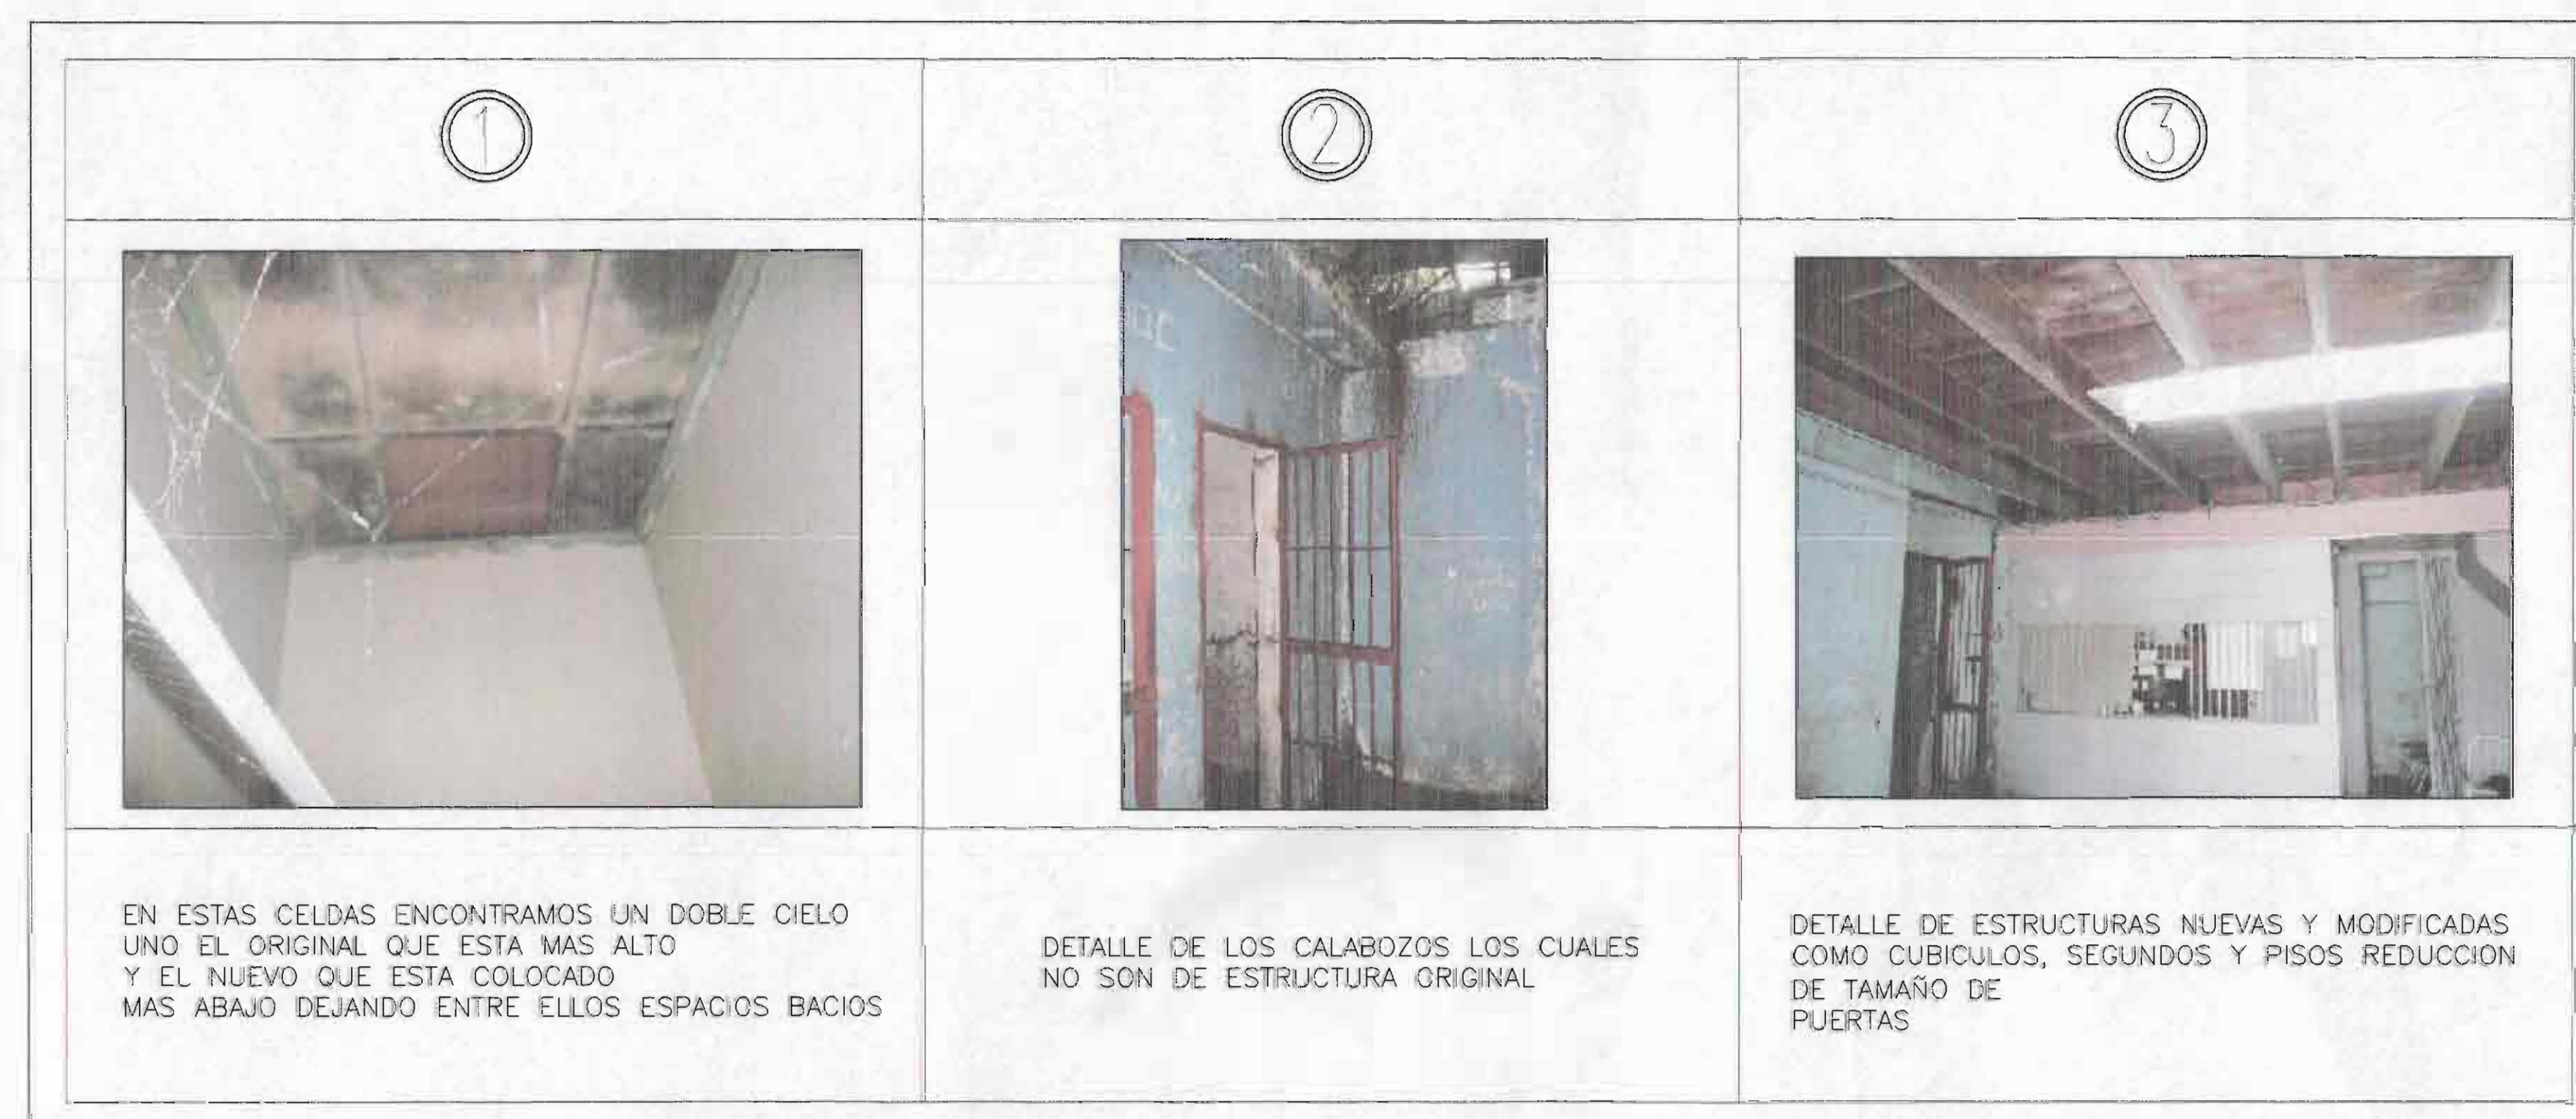 1
2
3
EN ESTAS CELDAS ENCONTRAMOS UN DOBLE CIELO
UNO EL ORIGINAL QUE ESTA MAS ALTO
Y EL NUEVO QUE ESTA COLOCADO
MAS ABAJO DEJANDO ENTRE ELLOS ESPACIOS BACIOS
DETALLE DE LOS CALABOZOS LOS CUALES
NO SON DE ESTRUCTURA ORIGINAL
DETALLE DE ESTRUCTURAS NUEVAS Y MODIFICADAS
COMO CUBICULOS, SEGUNDOS Y PISOS REDUCCION
DE TAMAÑO DE
PUERTAS